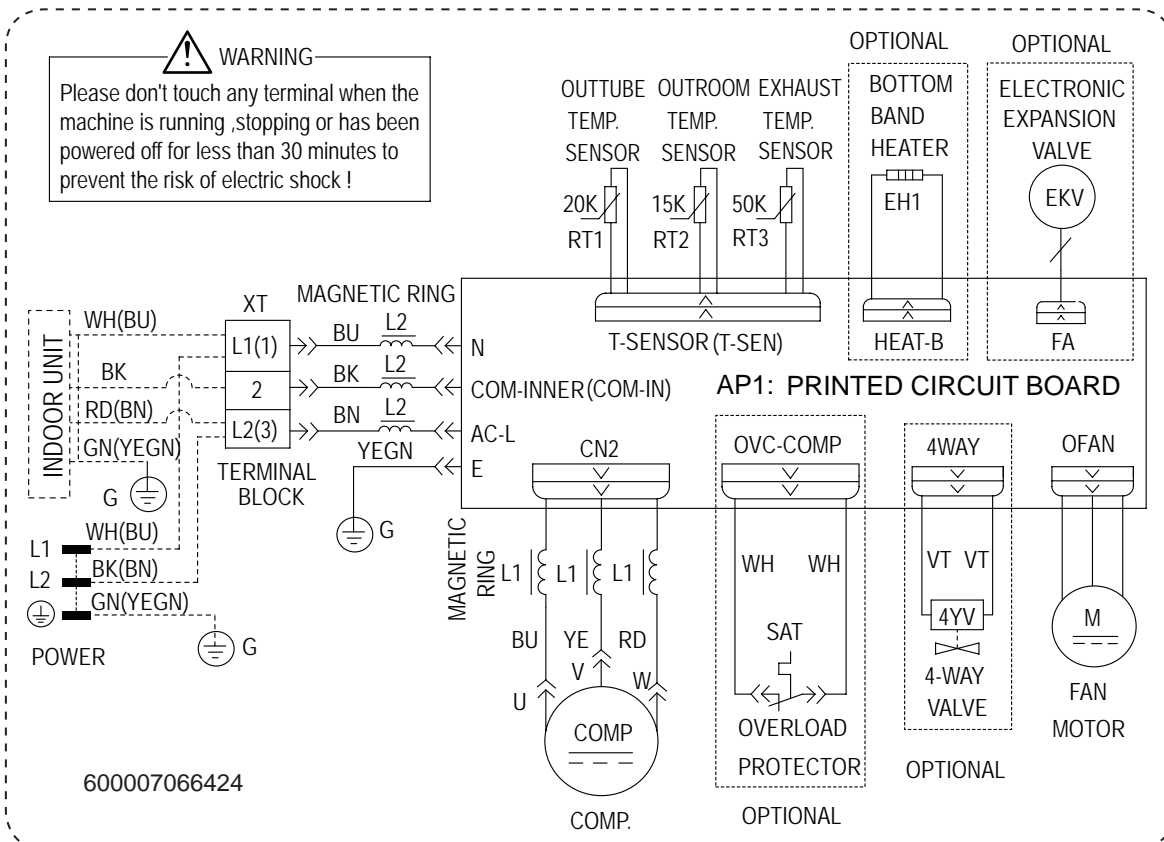 WARNING
Please don't touch any terminal when the
machine is running ,stopping or has been
powered off for less than 30 minutes to
prevent the risk of electric shock !
OUTTUBE
TEMP.
SENSOR
OUTROOM
TEMP.
SENSOR
EXHAUST
TEMP.
SENSOR
OPTIONAL
BOTTOM
BAND
HEATER
OPTIONAL
ELECTRONIC
EXPANSION
VALVE
20K
RT1
15K
RT2
50K
RT3
EH1
EKV
T-SENSOR (T-SEN)
HEAT-B
FA
AP1: PRINTED CIRCUIT BOARD
INDOOR UNIT
WH(BU)
BK
RD(BN)
GN(YEGN)
G
XT
L1(1)
2
L2(3)
TERMINAL
BLOCK
MAGNETIC RING
BU
L2
N
BK
L2
COM-INNER (COM-IN)
BN
L2
AC-L
YEGN
E
G
L1
WH(BU)
L2
BK(BN)
GN(YEGN)
G
POWER
CN2
MAGNETIC
RING
L1
L1
L1
BU
YE
RD
U
V
W
COMP
COMP.
OVC-COMP
WH
WH
SAT
OVERLOAD
PROTECTOR
OPTIONAL
4WAY
VT
VT
4YV
4-WAY
VALVE
OPTIONAL
OFAN
M
FAN
MOTOR
600007066424